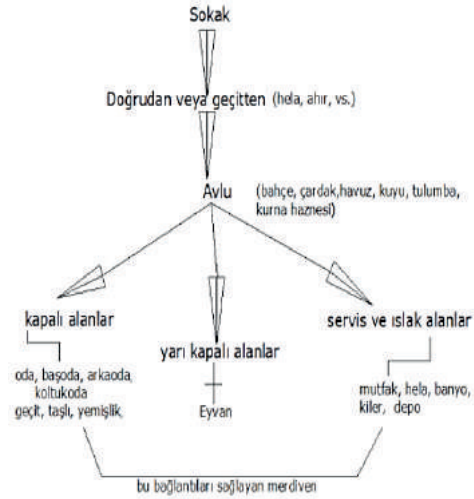 Sokak
Doğrudan veya geçitten (hela, ahır, vs.)
Avlu (bahçe, çardak,havuz, kuyu, tulumba,
kurna haznesi)
kapalı alanlar
yarı kapalı alanlar
servis ve ıslak alanlar
oda, başoda, arkaoda,
koltukoda
geçit, taşlı, yemişlik,
Eyvan
mutfak, hela, banyo,
kiler, depo
bu bağlantıları sağlayan merdiven